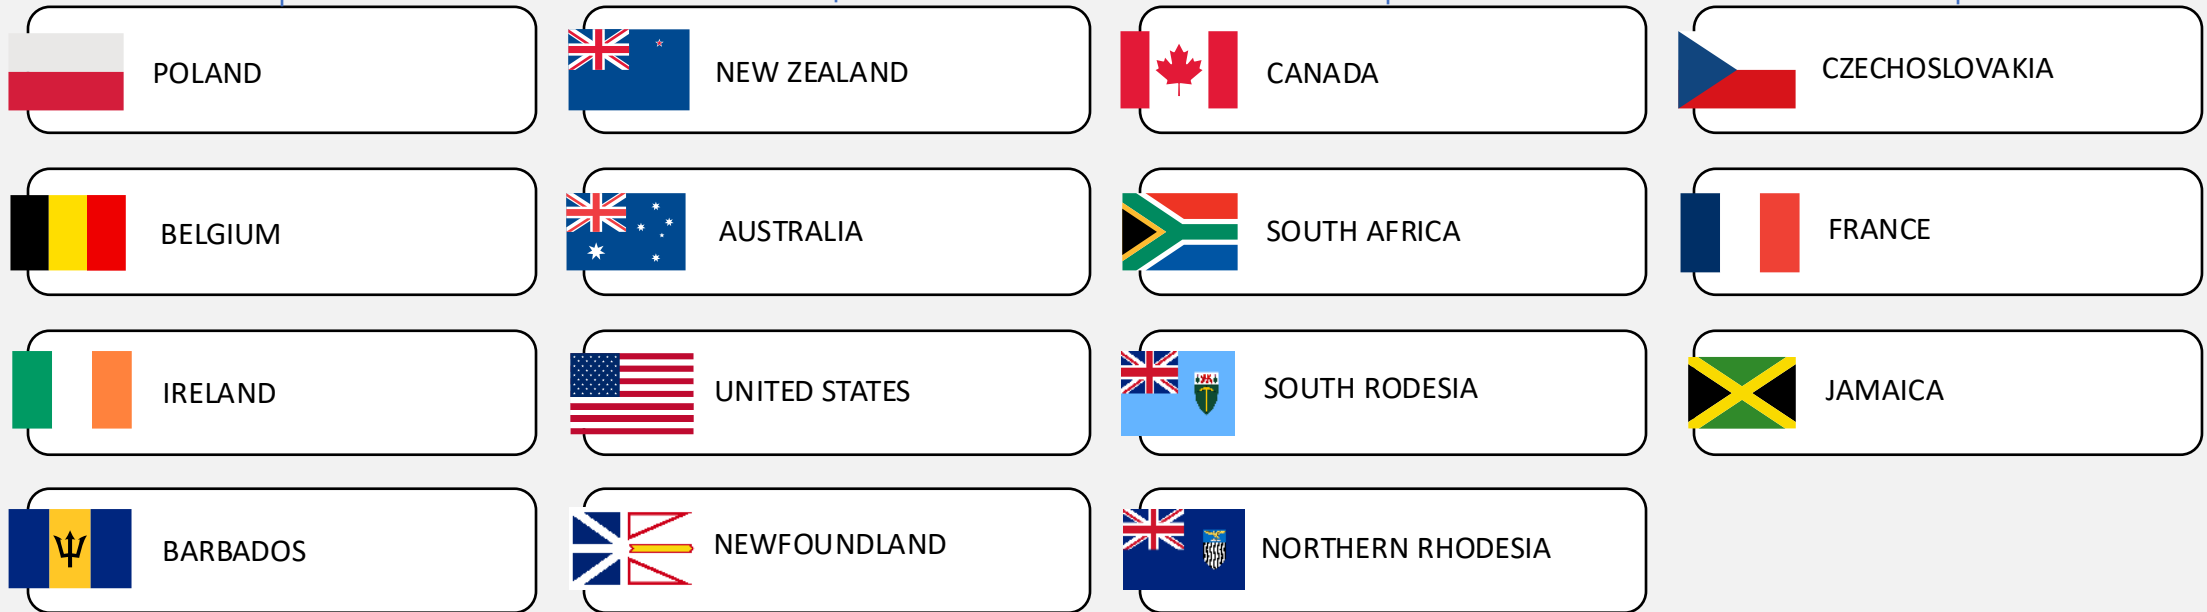 POLAND
NEW ZEALAND
CANADA
CZECHOSLOVAKIA
BELGIUM
AUSTRALIA
SOUTH AFRICA
FRANCE
IRELAND
UNITED STATES
SOUTH RODESIA
JAMAICA
BARBADOS
NEWFOUNDLAND
NORTHERN RHODESIA